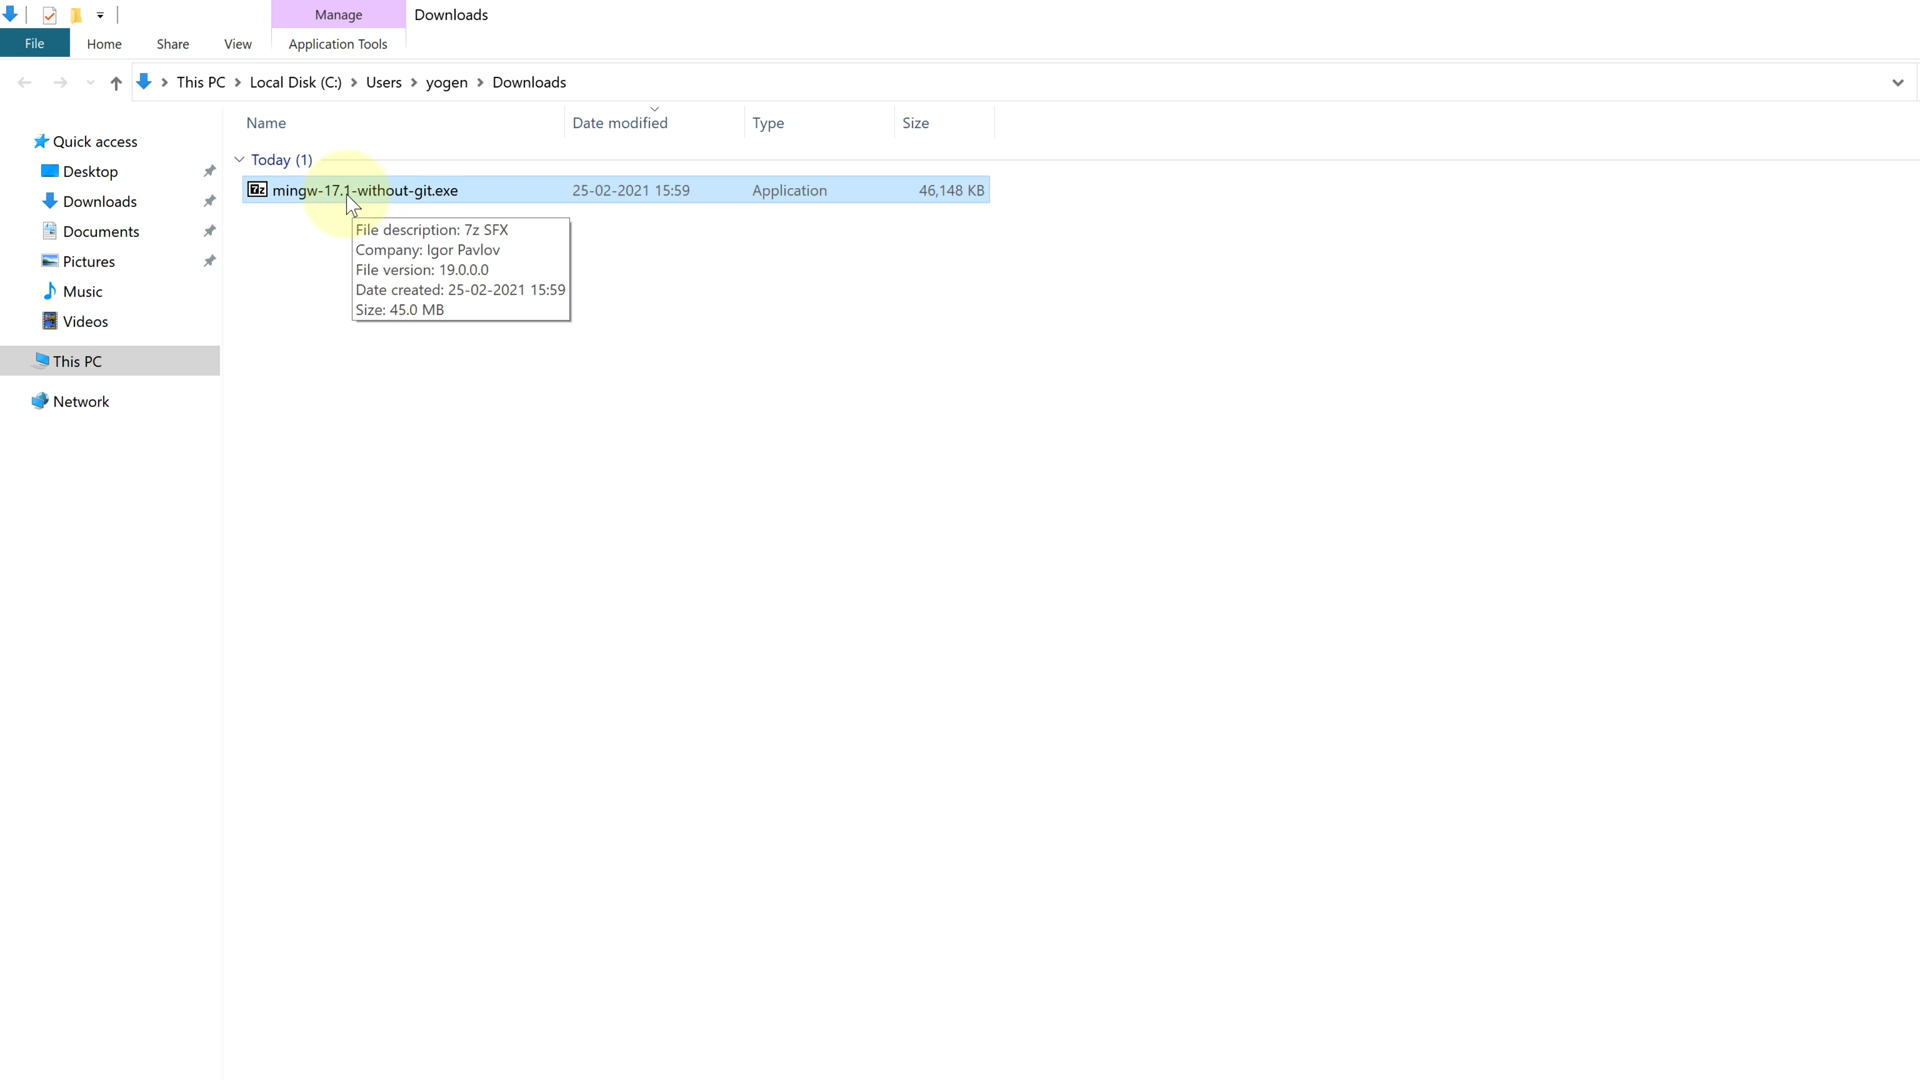 Manage
Downloads
File
Home
Share
View
Application Tools
This PC
Local Disk (C:)
Users
yogen
Downloads
Name
Date modified
Type
Size
Quick access
Desktop
Downloads
Documents
Pictures
Music
Videos
This PC
Network
Today (1)
7z mingw-17.1-without-git.exe 25-02-2021 15:59 Application 46,148 KB
File description: 7z SFX
Company: Igor Pavlov
File version: 19.0.0.0
Date created: 25-02-2021 15:59
Size: 45.0 MB